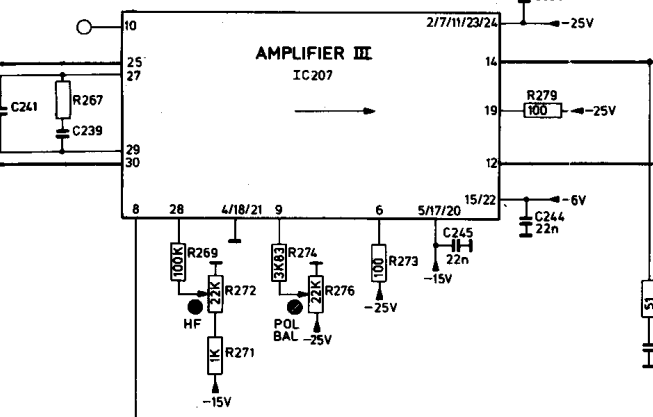 10
2/7/11/23/24
-25V
AMPLIFIER III
IC207
25
27
14
C241
R267
C239
19
R279
100
-25V
29
30
12
15/22
-6V
C244
22n
8
28
4/18/21
9
6
5/17/20
C245
22n
-15V
R269
100K
R272
22K
HF
R274
3K83
R276
22K
POL
BAL
-25V
R273
100
-25V
R271
1K
-15V
51